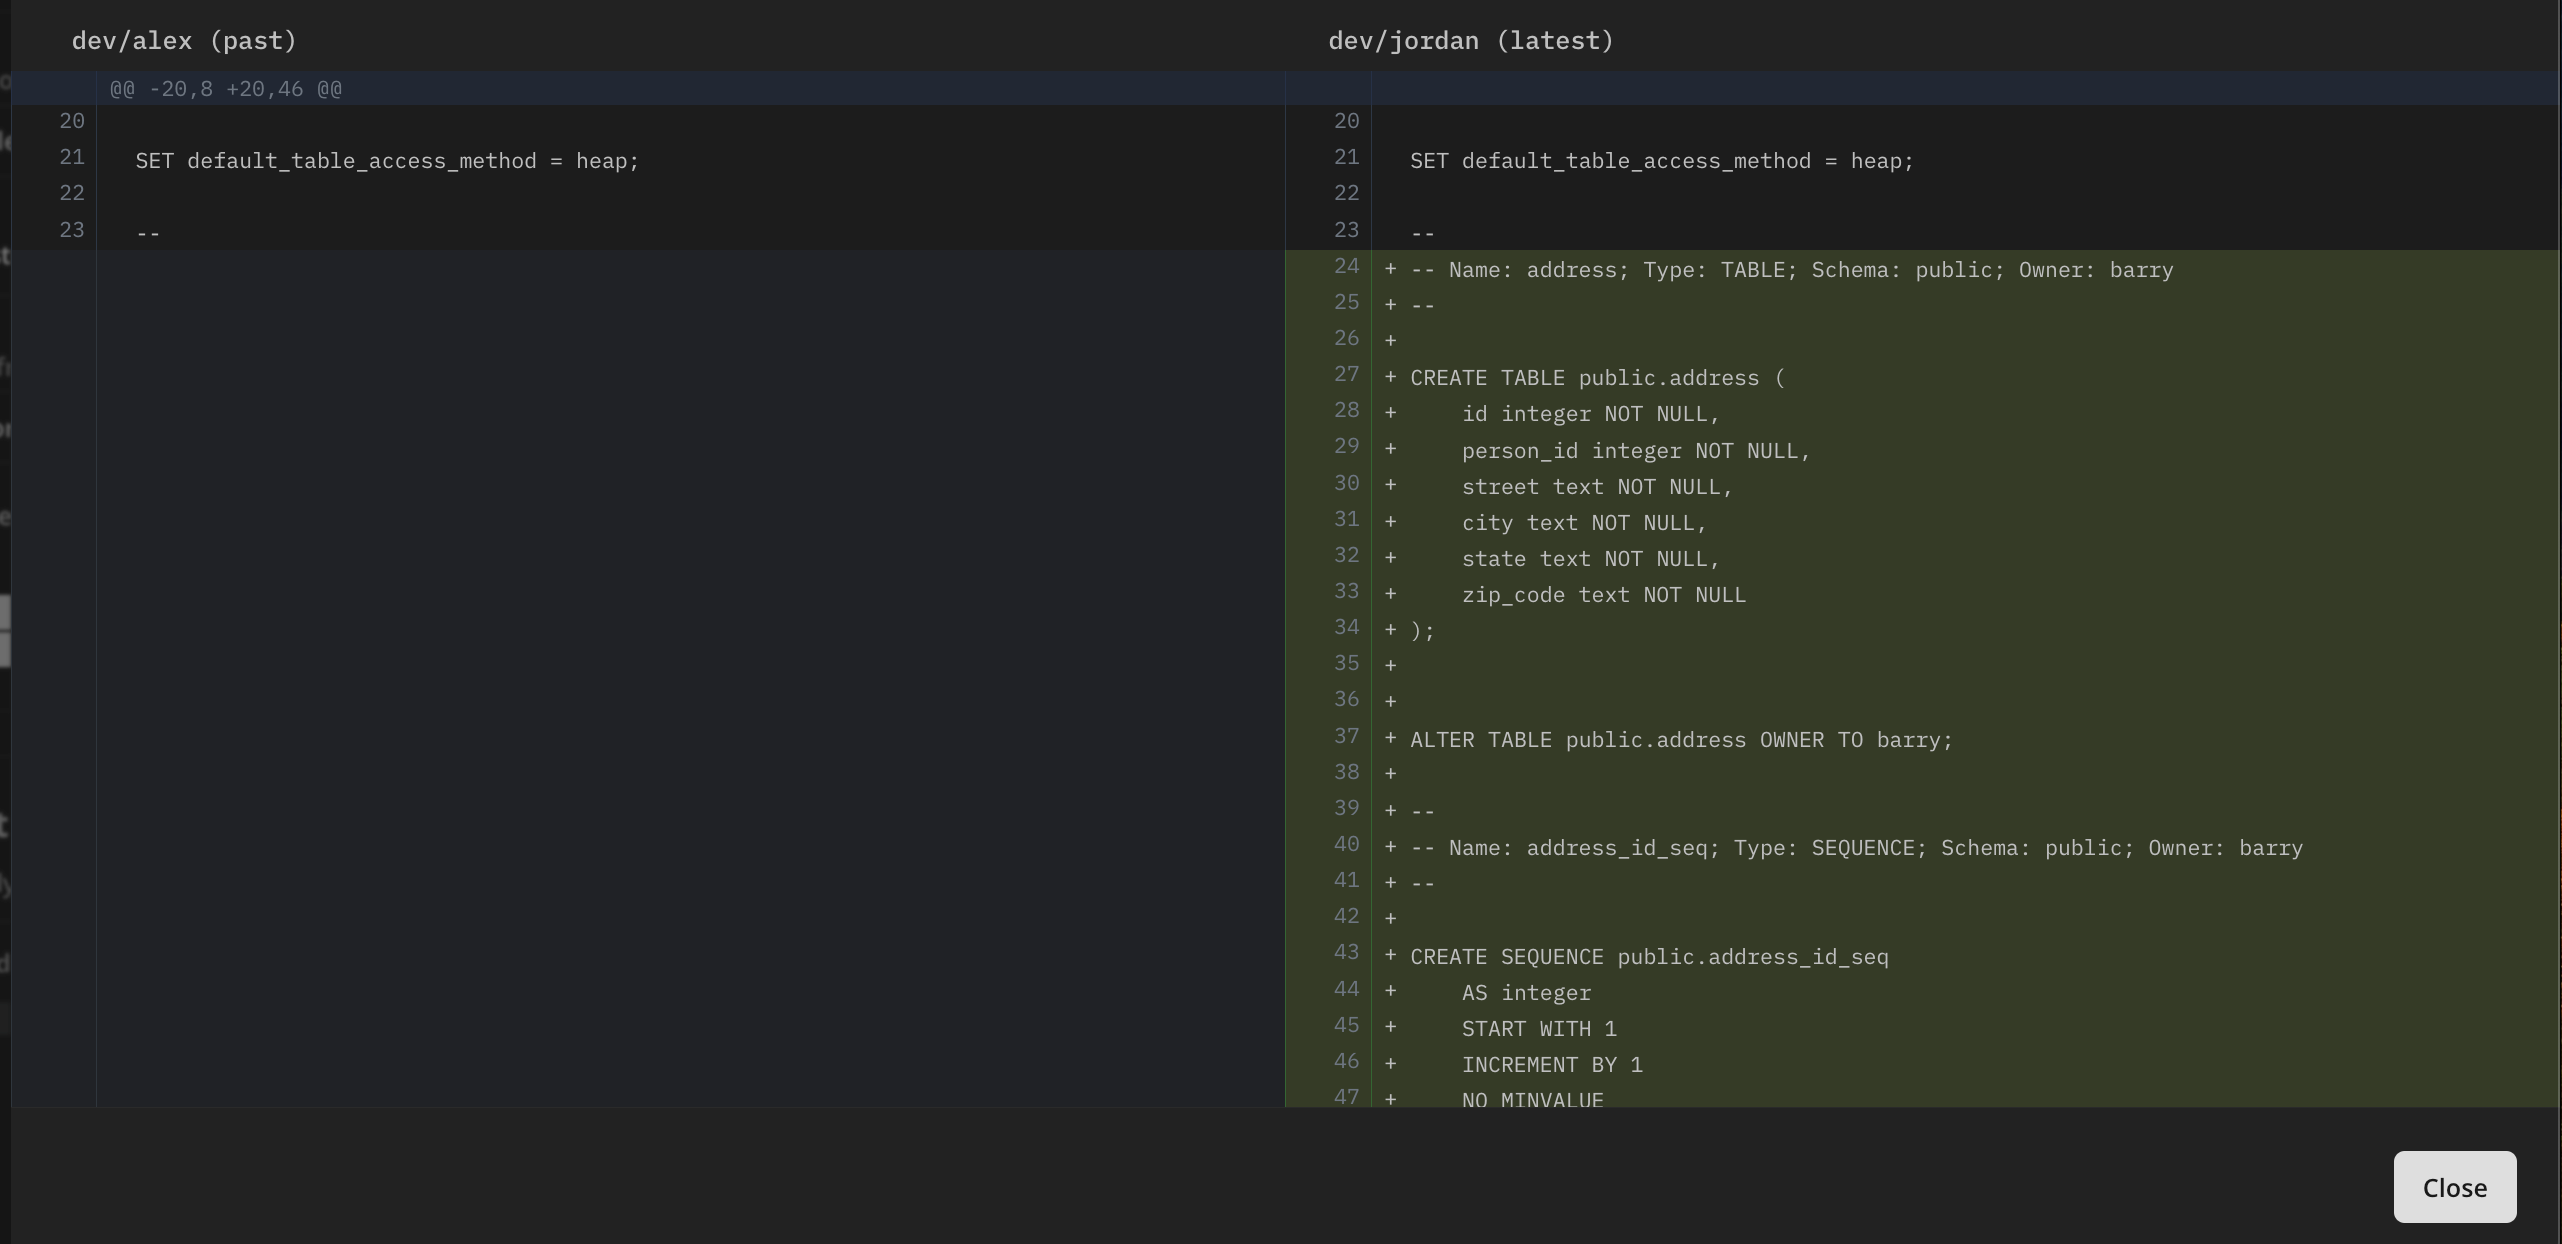 dev/alex (past)
dev/jordan (latest)
@@ -20,8 +20,46 @@
20
21 SET default_table_access_method = heap;
22
23 --
20
21 SET default_table_access_method = heap;
22
23 --
24 + -- Name: address; Type: TABLE; Schema: public; Owner: barry
25 + --
26 +
27 + CREATE TABLE public.address (
28 +     id integer NOT NULL,
29 +     person_id integer NOT NULL,
30 +     street text NOT NULL,
31 +     city text NOT NULL,
32 +     state text NOT NULL,
33 +     zip_code text NOT NULL
34 + );
35 +
36 +
37 + ALTER TABLE public.address OWNER TO barry;
38 +
39 + --
40 + -- Name: address_id_seq; Type: SEQUENCE; Schema: public; Owner: barry
41 + --
42 +
43 + CREATE SEQUENCE public.address_id_seq
44 +     AS integer
45 +     START WITH 1
46 +     INCREMENT BY 1
47 +     NO MINVALUE
Close